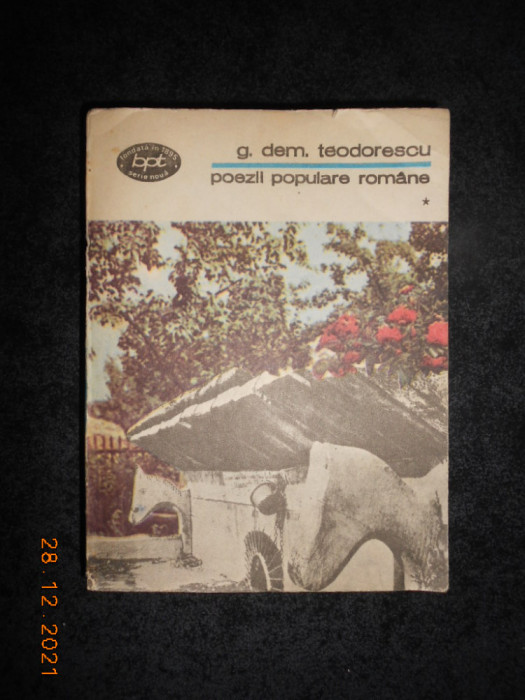 fondată în 1895
bpt
serie nouă
g. dem. teodorescu
poezii populare române
*
28.12.2021